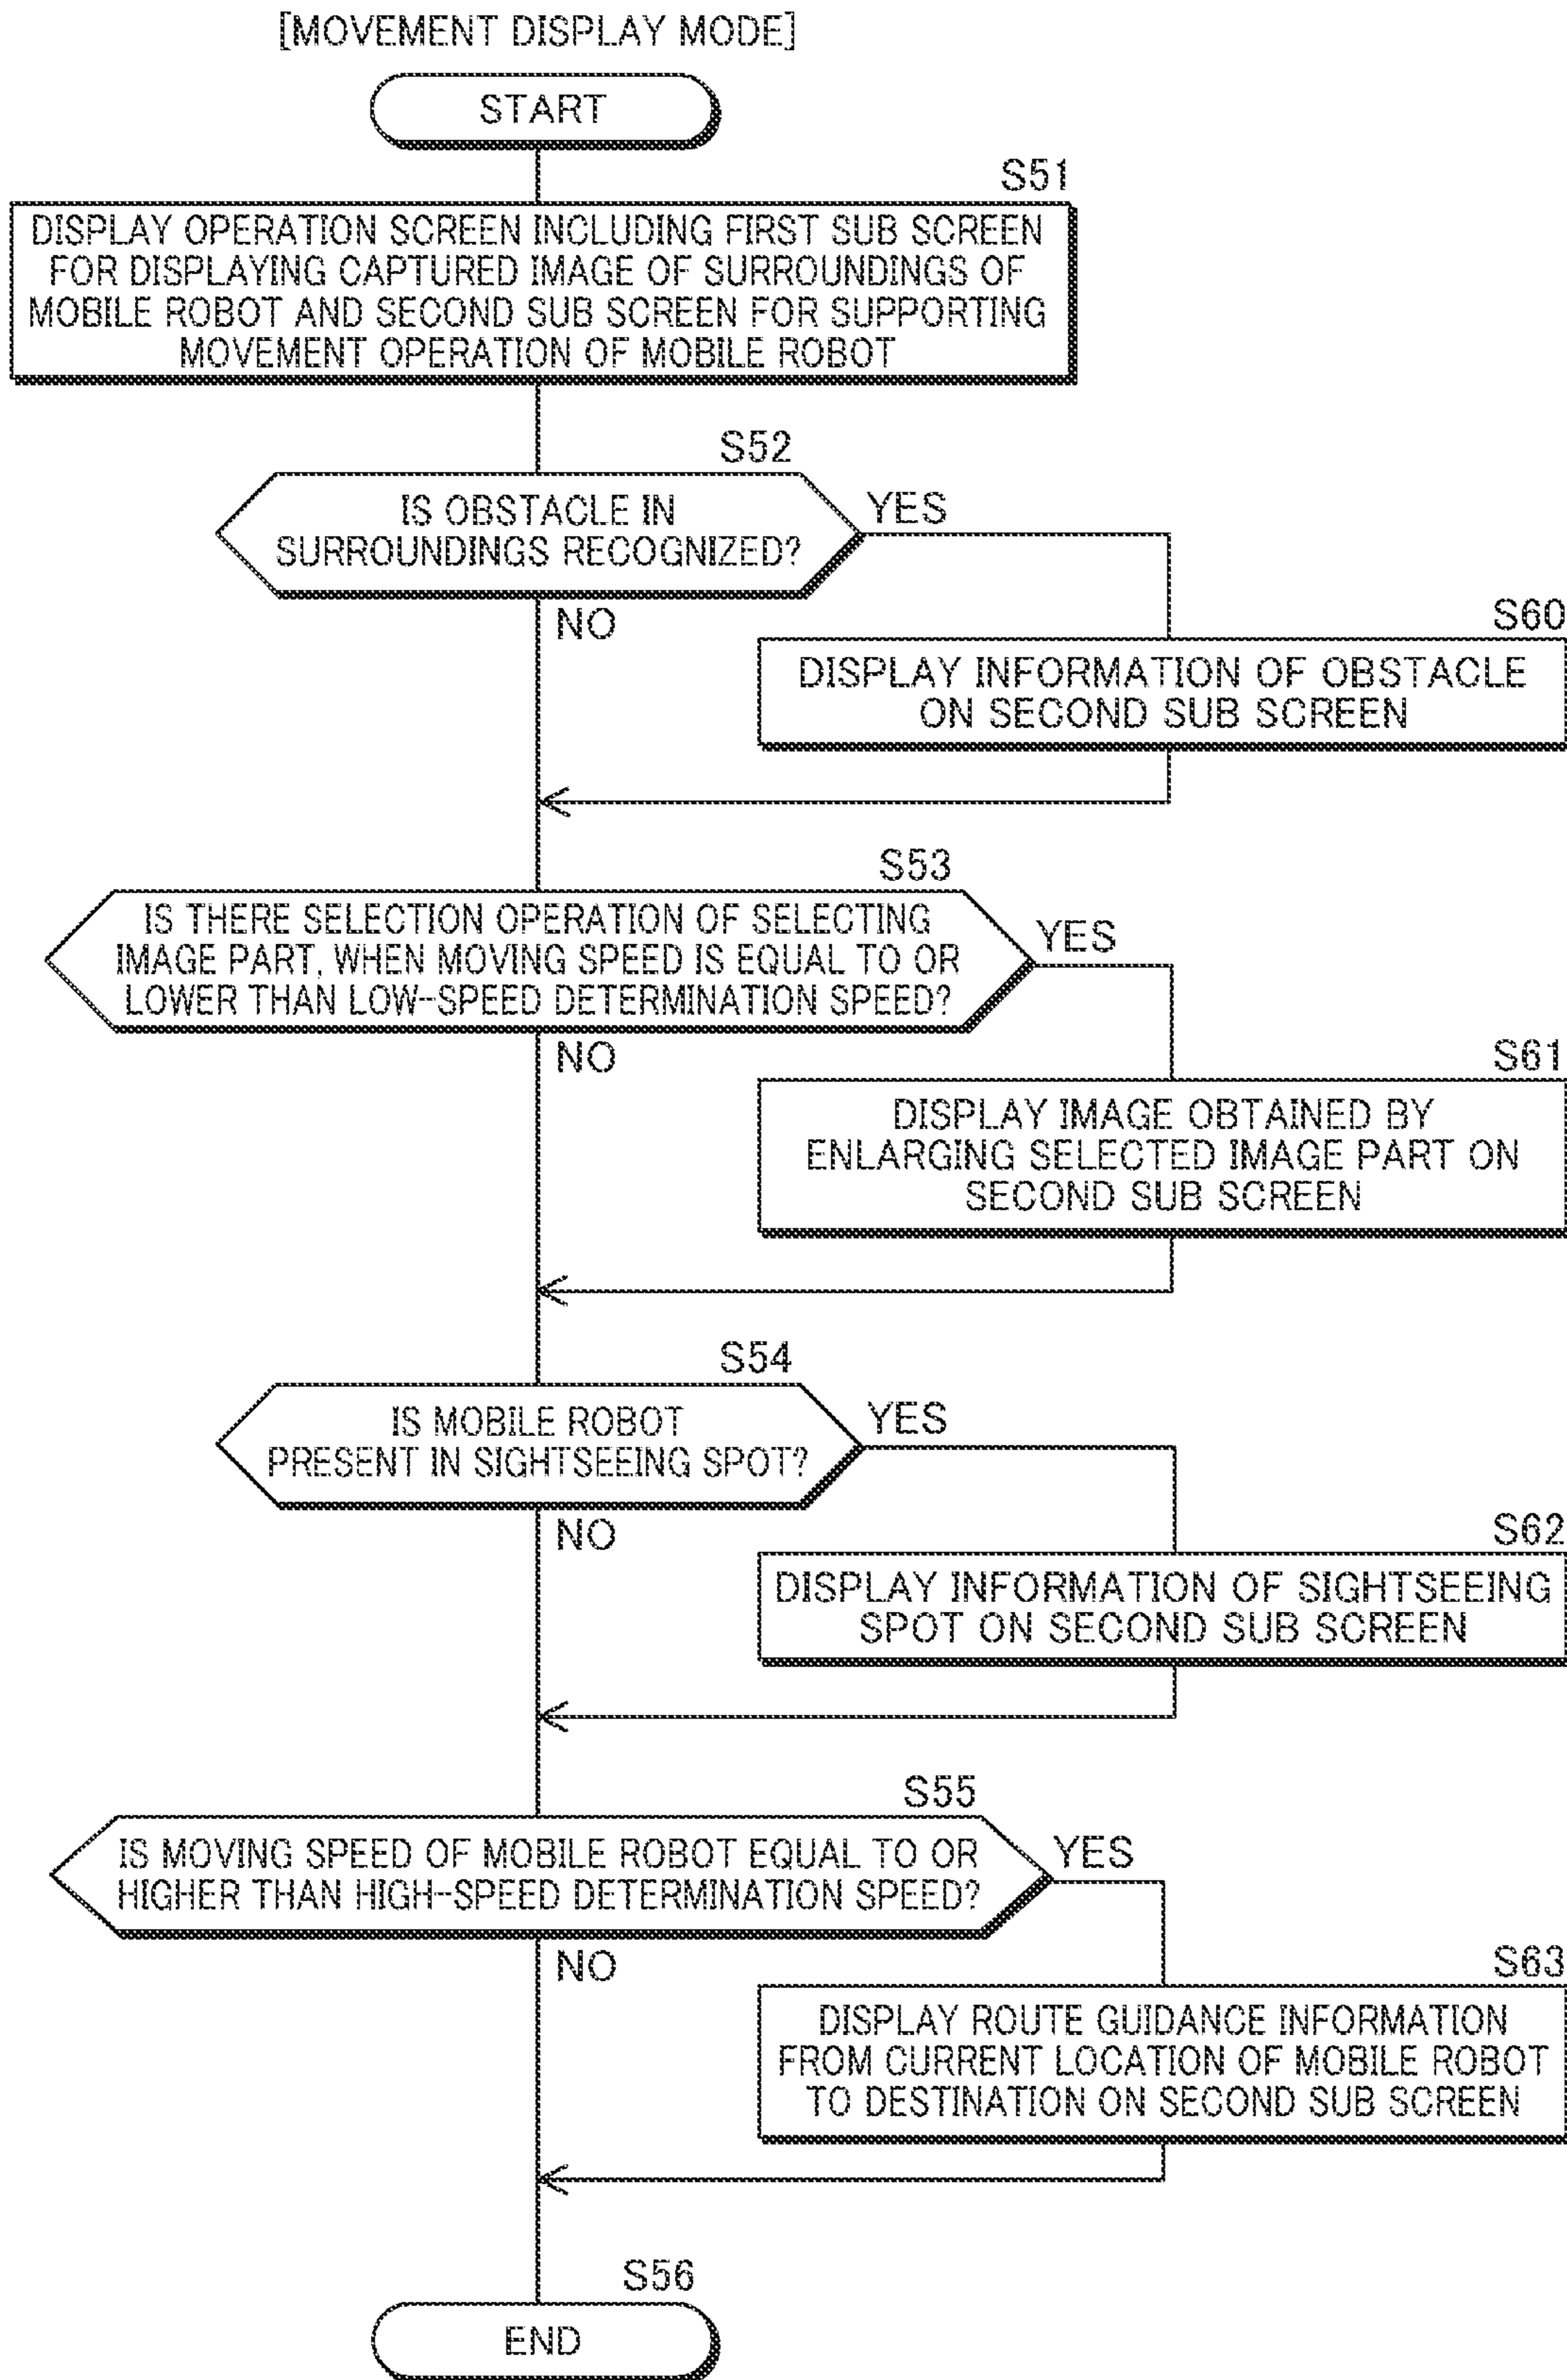 [MOVEMENT DISPLAY MODE]
START
S51
DISPLAY OPERATION SCREEN INCLUDING FIRST SUB SCREEN
FOR DISPLAYING CAPTURED IMAGE OF SURROUNDINGS OF
MOBILE ROBOT AND SECOND SUB SCREEN FOR SUPPORTING
MOVEMENT OPERATION OF MOBILE ROBOT
S52
IS OBSTACLE IN
SURROUNDINGS RECOGNIZED?
YES
NO
S60
DISPLAY INFORMATION OF OBSTACLE
ON SECOND SUB SCREEN
S53
IS THERE SELECTION OPERATION OF SELECTING
IMAGE PART, WHEN MOVING SPEED IS EQUAL TO OR
LOWER THAN LOW-SPEED DETERMINATION SPEED?
YES
NO
S61
DISPLAY IMAGE OBTAINED BY
ENLARGING SELECTED IMAGE PART ON
SECOND SUB SCREEN
S54
IS MOBILE ROBOT
PRESENT IN SIGHTSEEING SPOT?
YES
NO
S62
DISPLAY INFORMATION OF SIGHTSEEING
SPOT ON SECOND SUB SCREEN
S55
IS MOVING SPEED OF MOBILE ROBOT EQUAL TO OR
HIGHER THAN HIGH-SPEED DETERMINATION SPEED?
YES
NO
S63
DISPLAY ROUTE GUIDANCE INFORMATION
FROM CURRENT LOCATION OF MOBILE ROBOT
TO DESTINATION ON SECOND SUB SCREEN
S56
END